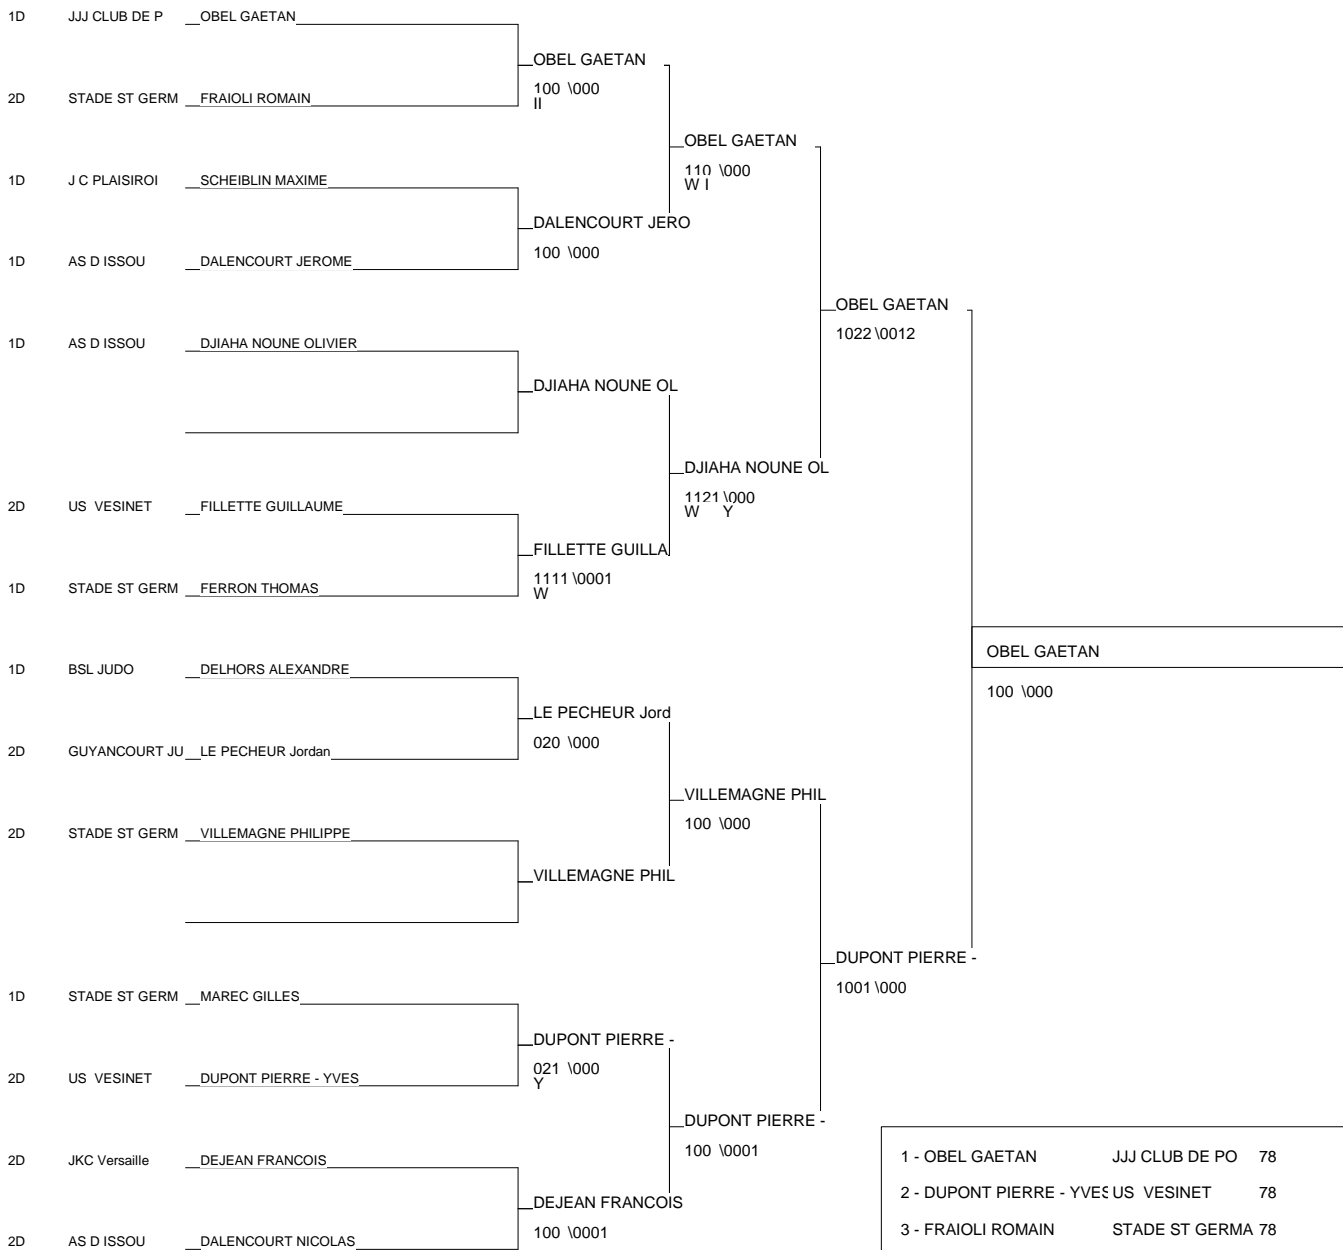 1D JJJ CLUB DE P OBEL GAETAN
OBEL GAETAN
100 \000
II
2D STADE ST GERM FRAIOLI ROMAIN
OBEL GAETAN
110 \000
W I
1D J C PLAISIROI SCHEIBLIN MAXIME
DALENCOURT JERO
100 \000
1D AS D ISSOU DALENCOURT JEROME
OBEL GAETAN
1022 \0012
1D AS D ISSOU DJIAHA NOUNE OLIVIER
DJIAHA NOUNE OL
DJIAHA NOUNE OL
1121 \000
W Y
2D US VESINET FILLETTE GUILLAUME
FILLETTE GUILLA
1111 \0001
W
1D STADE ST GERM FERRON THOMAS
OBEL GAETAN
100 \000
1D BSL JUDO DELHORS ALEXANDRE
LE PECHEUR Jord
020 \000
2D GUYANCOURT JU LE PECHEUR Jordan
VILLEMAGNE PHIL
100 \000
2D STADE ST GERM VILLEMAGNE PHILIPPE
VILLEMAGNE PHIL
DUPONT PIERRE -
1001 \000
1D STADE ST GERM MAREC GILLES
DUPONT PIERRE -
021 \000
Y
2D US VESINET DUPONT PIERRE - YVES
DUPONT PIERRE -
100 \0001
2D JKC Versaille DEJEAN FRANCOIS
DEJEAN FRANCOIS
100 \0001
2D AS D ISSOU DALENCOURT NICOLAS
1 - OBEL GAETAN JJJ CLUB DE PO 78
2 - DUPONT PIERRE - YVES US VESINET 78
3 - FRAIOLI ROMAIN STADE ST GERMA 78